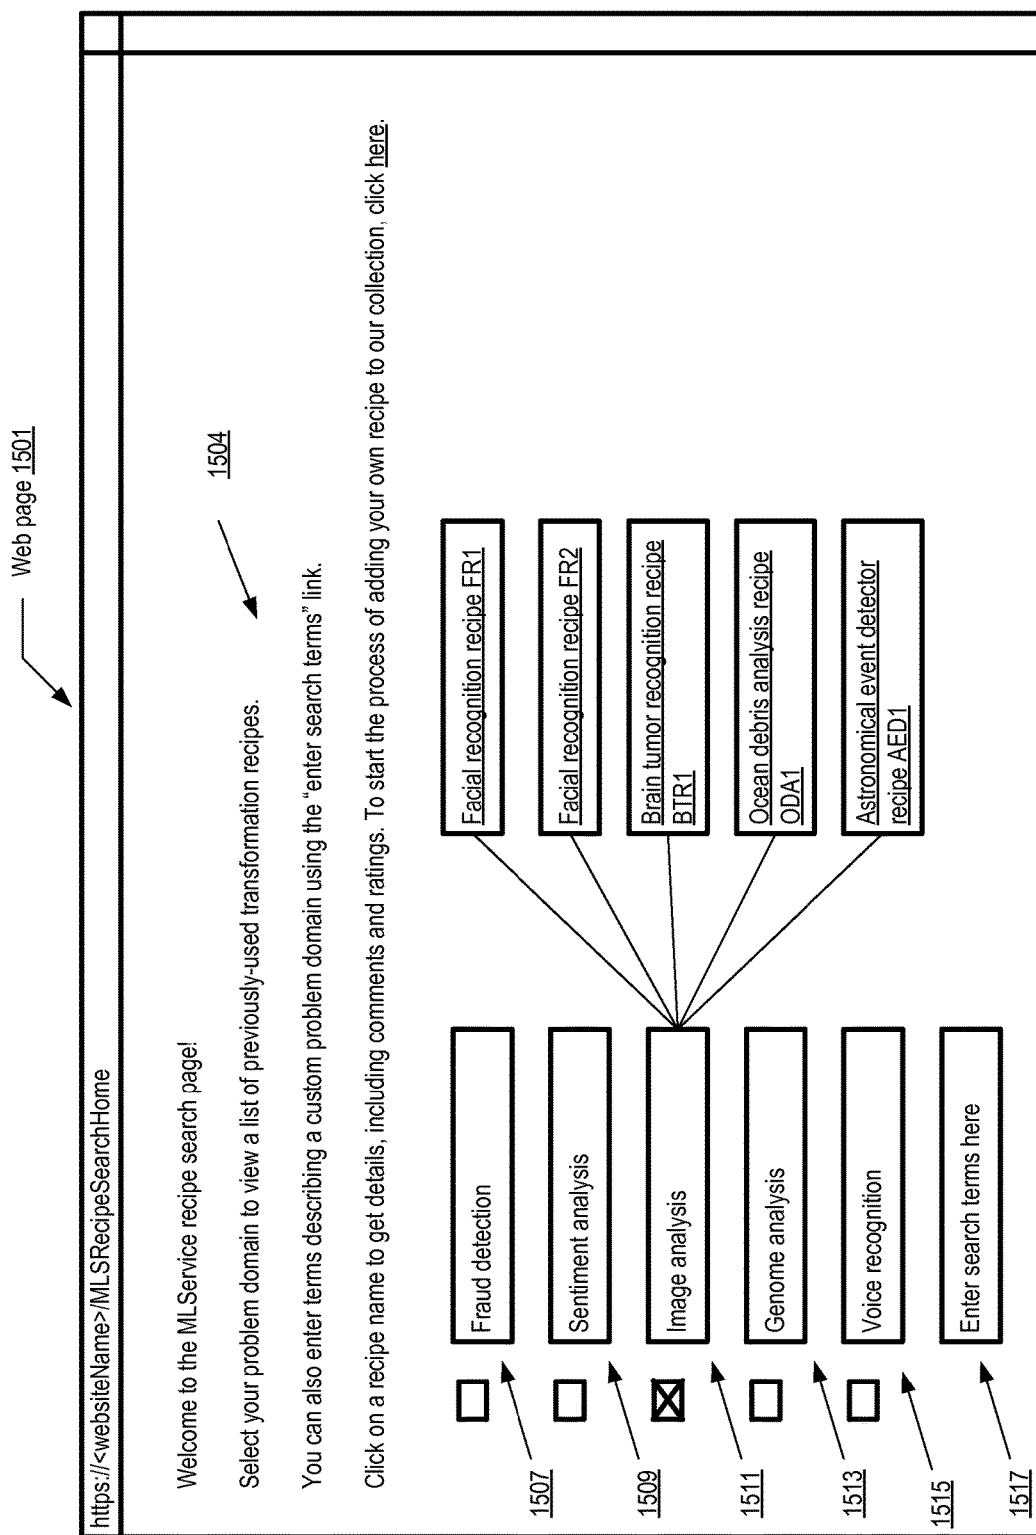 Web page 1501
https://<websiteName>/MLSRecipeSearchHome
Welcome to the MLService recipe search page!
1504
Select your problem domain to view a list of previously-used transformation recipes.
You can also enter terms describing a custom problem domain using the “enter search terms” link.
Click on a recipe name to get details, including comments and ratings. To start the process of adding your own recipe to our collection, click here.
1507
Fraud detection
1509
Sentiment analysis
1511
Image analysis
1513
Genome analysis
1515
Voice recognition
1517
Enter search terms here
Facial recognition recipe FR1
Facial recognition recipe FR2
Brain tumor recognition recipe
BTR1
Ocean debris analysis recipe
ODA1
Astronomical event detector
recipe AED1